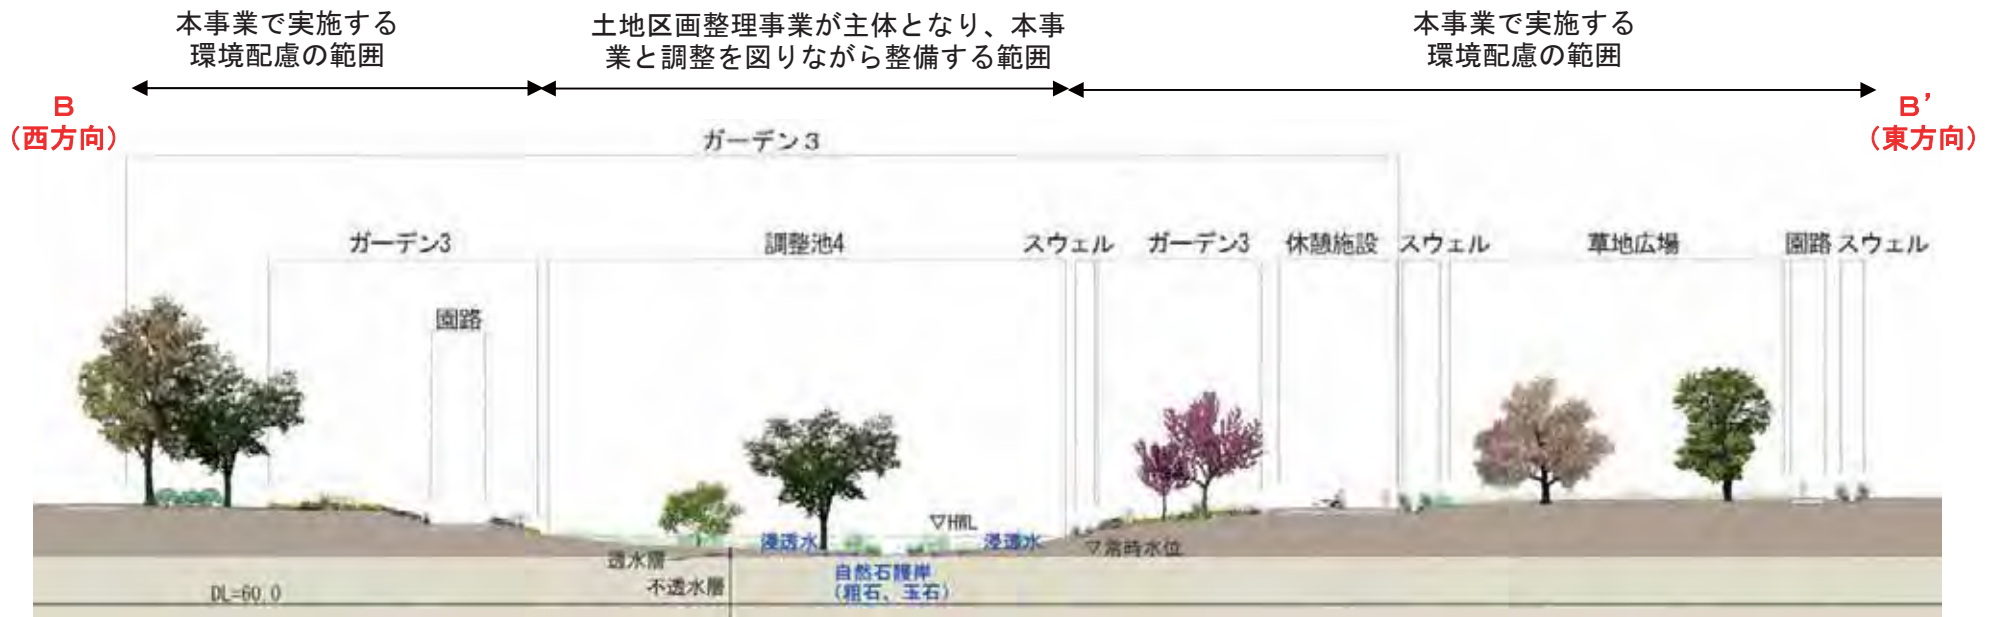 本事業で実施する
環境配慮の範囲
土地区画整理事業が主体となり、本事
業と調整を図りながら整備する範囲
本事業で実施する
環境配慮の範囲
B
(西方向)
B’
(東方向)
ガーデン3
ガーデン3
調整池4
スウェル
ガーデン3
休憩施設
スウェル
草地広場
園路
スウェル
園路
▽HWL
浸透水
浸透水
▽常時水位
透水層
自然石護岸
(粗石、玉石)
不透水層
DL=60.0